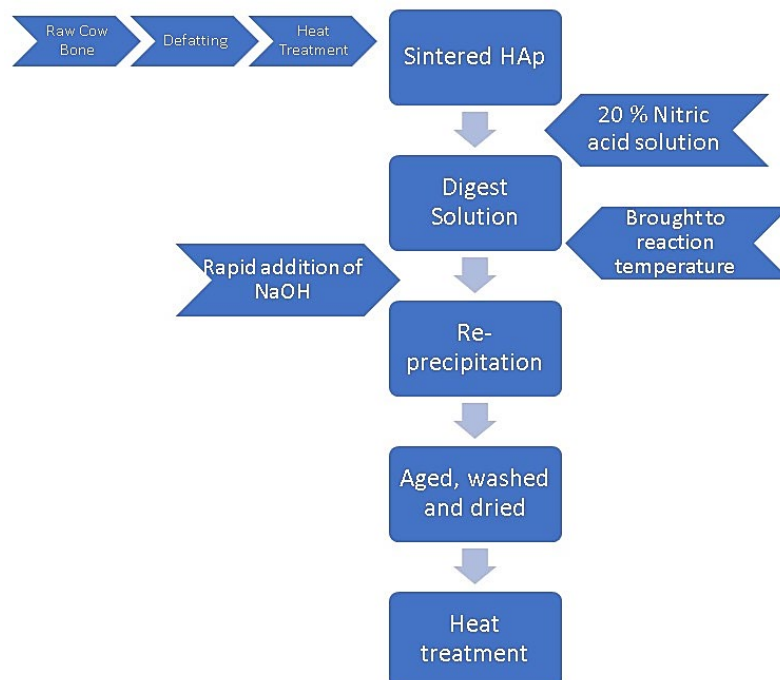 Raw Cow
Bone
Defatting
Heat
Treatment
Sintered HAp
20 % Nitric
acid solution
Digest
Solution
Brought to
reaction
temperature
Rapid addition of
NaOH
Re-
precipitation
Aged, washed
and dried
Heat
treatment